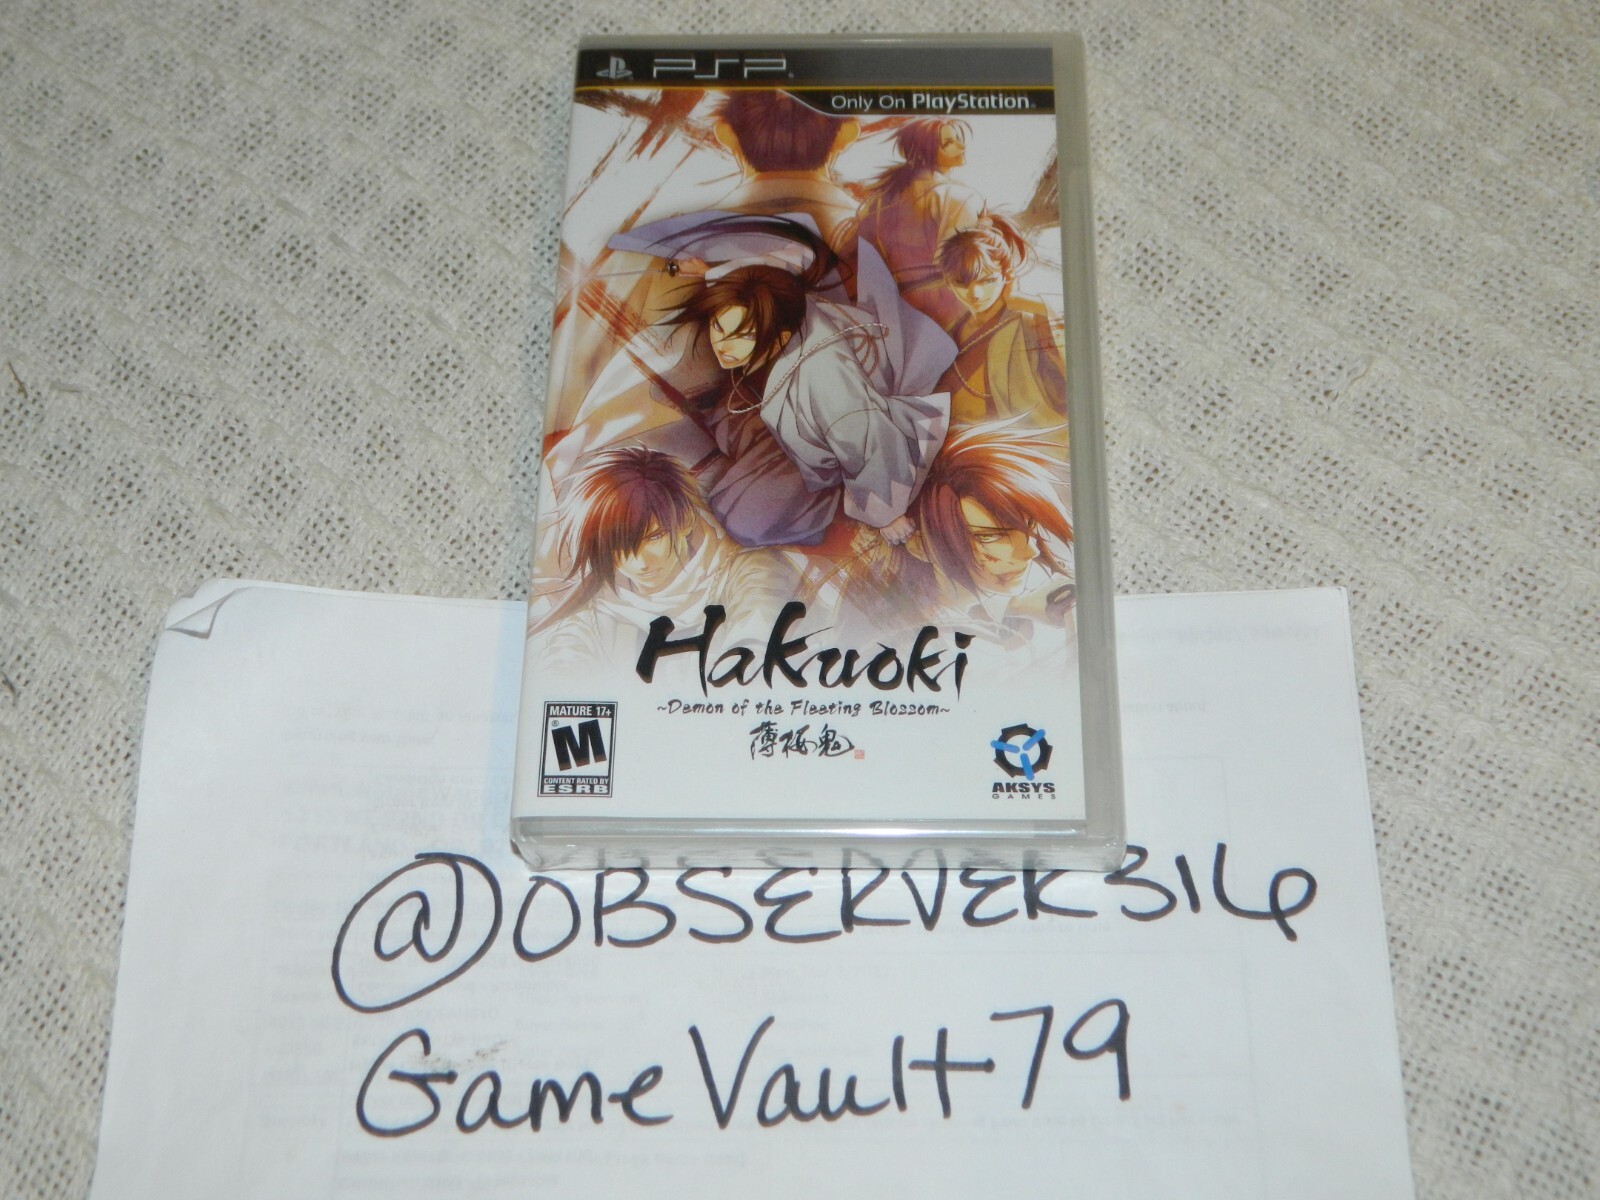 PSP
Only On PlayStation
Hakuoki
~Demon of the Fleeting Blossom~
薄桜鬼
MATURE 17+
M
CONTENT RATED BY
ESRB
AKSYS
GAMES
@OBSERVER316
GameVault79